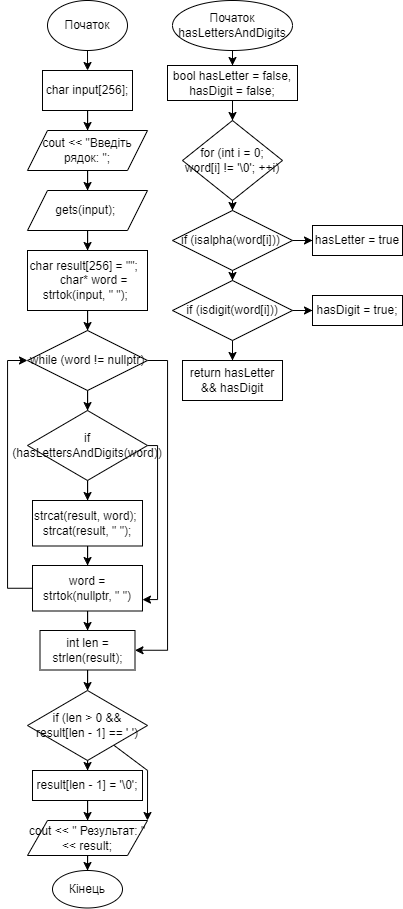 Початок
char input[256];
cout << "Введіть
рядок: ";
gets(input);
char result[256] = "";
char* word =
strtok(input, " ");
while (word != nullptr)
if
(hasLettersAndDigits(word))
strcat(result, word);
strcat(result, " ");
word =
strtok(nullptr, " ")
int len =
strlen(result);
if (len > 0 &&
result[len - 1] == ' ')
result[len - 1] = '\0';
cout << " Результат: "
<< result;
Кінець
Початок
hasLettersAndDigits
bool hasLetter = false,
hasDigit = false;
for (int i = 0;
word[i] != '\0'; ++i)
if (isalpha(word[i]))
hasLetter = true
if (isdigit(word[i]))
hasDigit = true;
return hasLetter
&& hasDigit